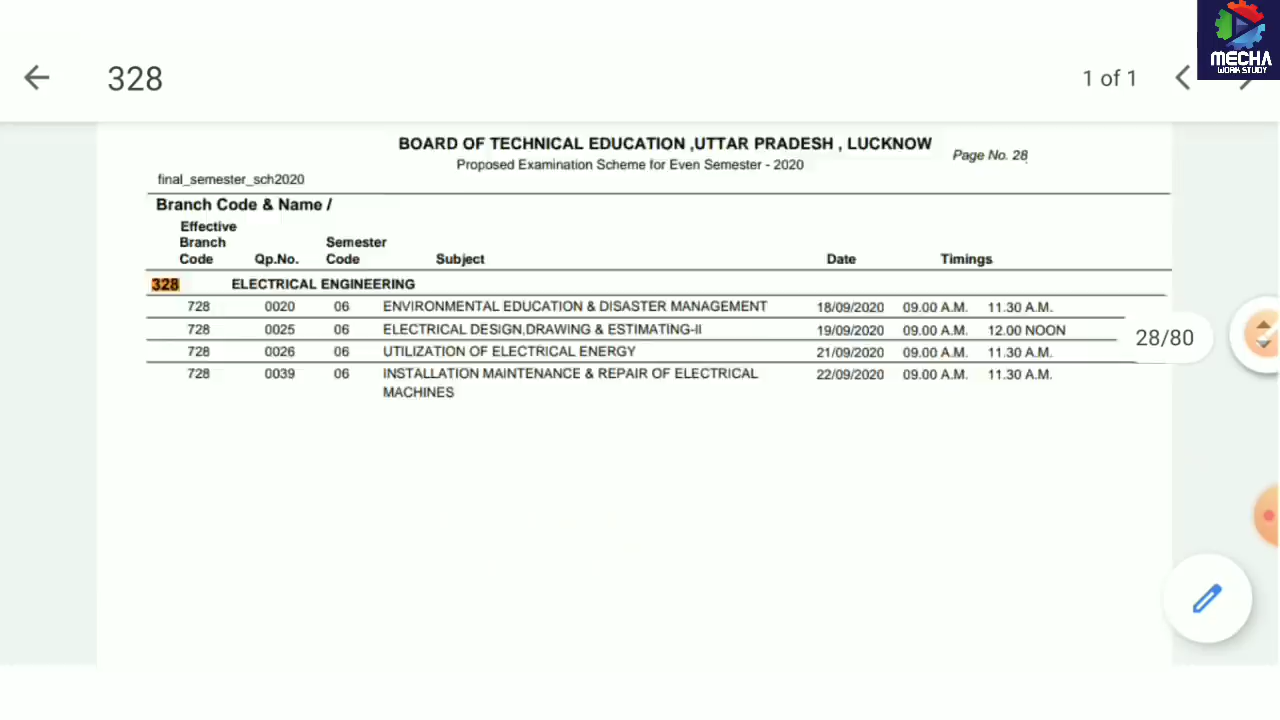 328
1 of 1
MECHA
WORK STUDY
BOARD OF TECHNICAL EDUCATION ,UTTAR PRADESH , LUCKNOW
Page No. 28
Proposed Examination Scheme for Even Semester - 2020
final_semester_sch2020
Branch Code & Name /
Effective Branch Code Qp.No. Semester Code Subject Date Timings
328 ELECTRICAL ENGINEERING
728 0020 06 ENVIRONMENTAL EDUCATION & DISASTER MANAGEMENT 18/09/2020 09.00 A.M. 11.30 A.M.
728 0025 06 ELECTRICAL DESIGN,DRAWING & ESTIMATING-II 19/09/2020 09.00 A.M. 12.00 NOON
28/80
728 0026 06 UTILIZATION OF ELECTRICAL ENERGY 21/09/2020 09.00 A.M. 11.30 A.M.
728 0039 06 INSTALLATION MAINTENANCE & REPAIR OF ELECTRICAL 22/09/2020 09.00 A.M. 11.30 A.M.
MACHINES